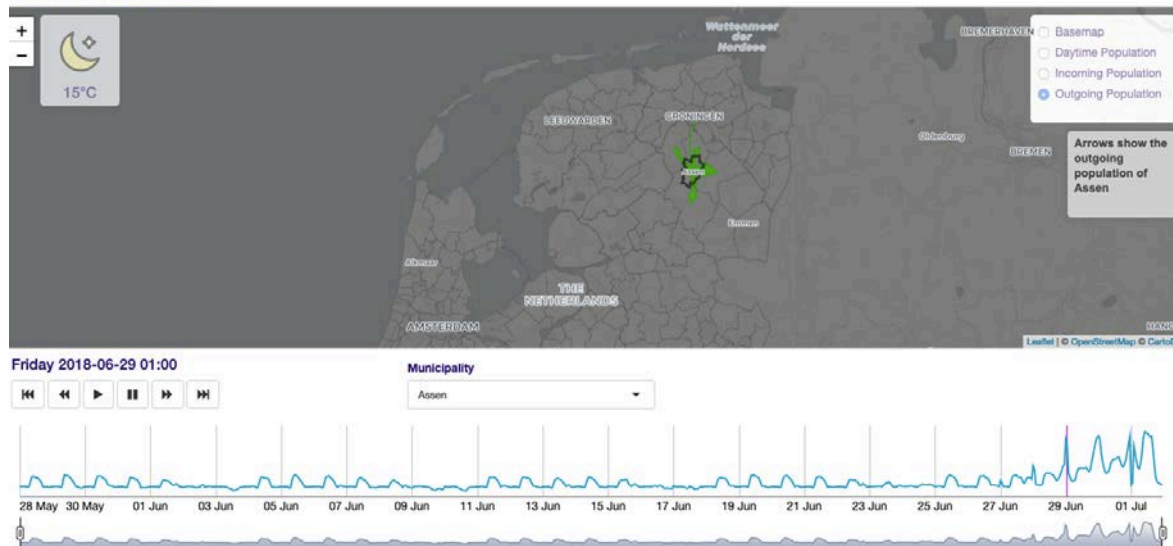 +
−
15°C
Wattenmeer
der
Nordsee
BREMERHAVEN
Basemap
Daytime Population
Incoming Population
Outgoing Population
LEEUWARDEN
GRONINGEN
Oldenburg
BREMEN
Arrows show the
outgoing
population of
Assen
Assen
Emmen
Alkmaar
THE
NETHERLANDS
AMSTERDAM
HANO
Leaflet | © OpenStreetMap © CartoD
Friday 2018-06-29 01:00
Municipality
Assen
28 May 30 May 01 Jun 03 Jun 05 Jun 07 Jun 09 Jun 11 Jun 13 Jun 15 Jun 17 Jun 19 Jun 21 Jun 23 Jun 25 Jun 27 Jun 29 Jun 01 Jul